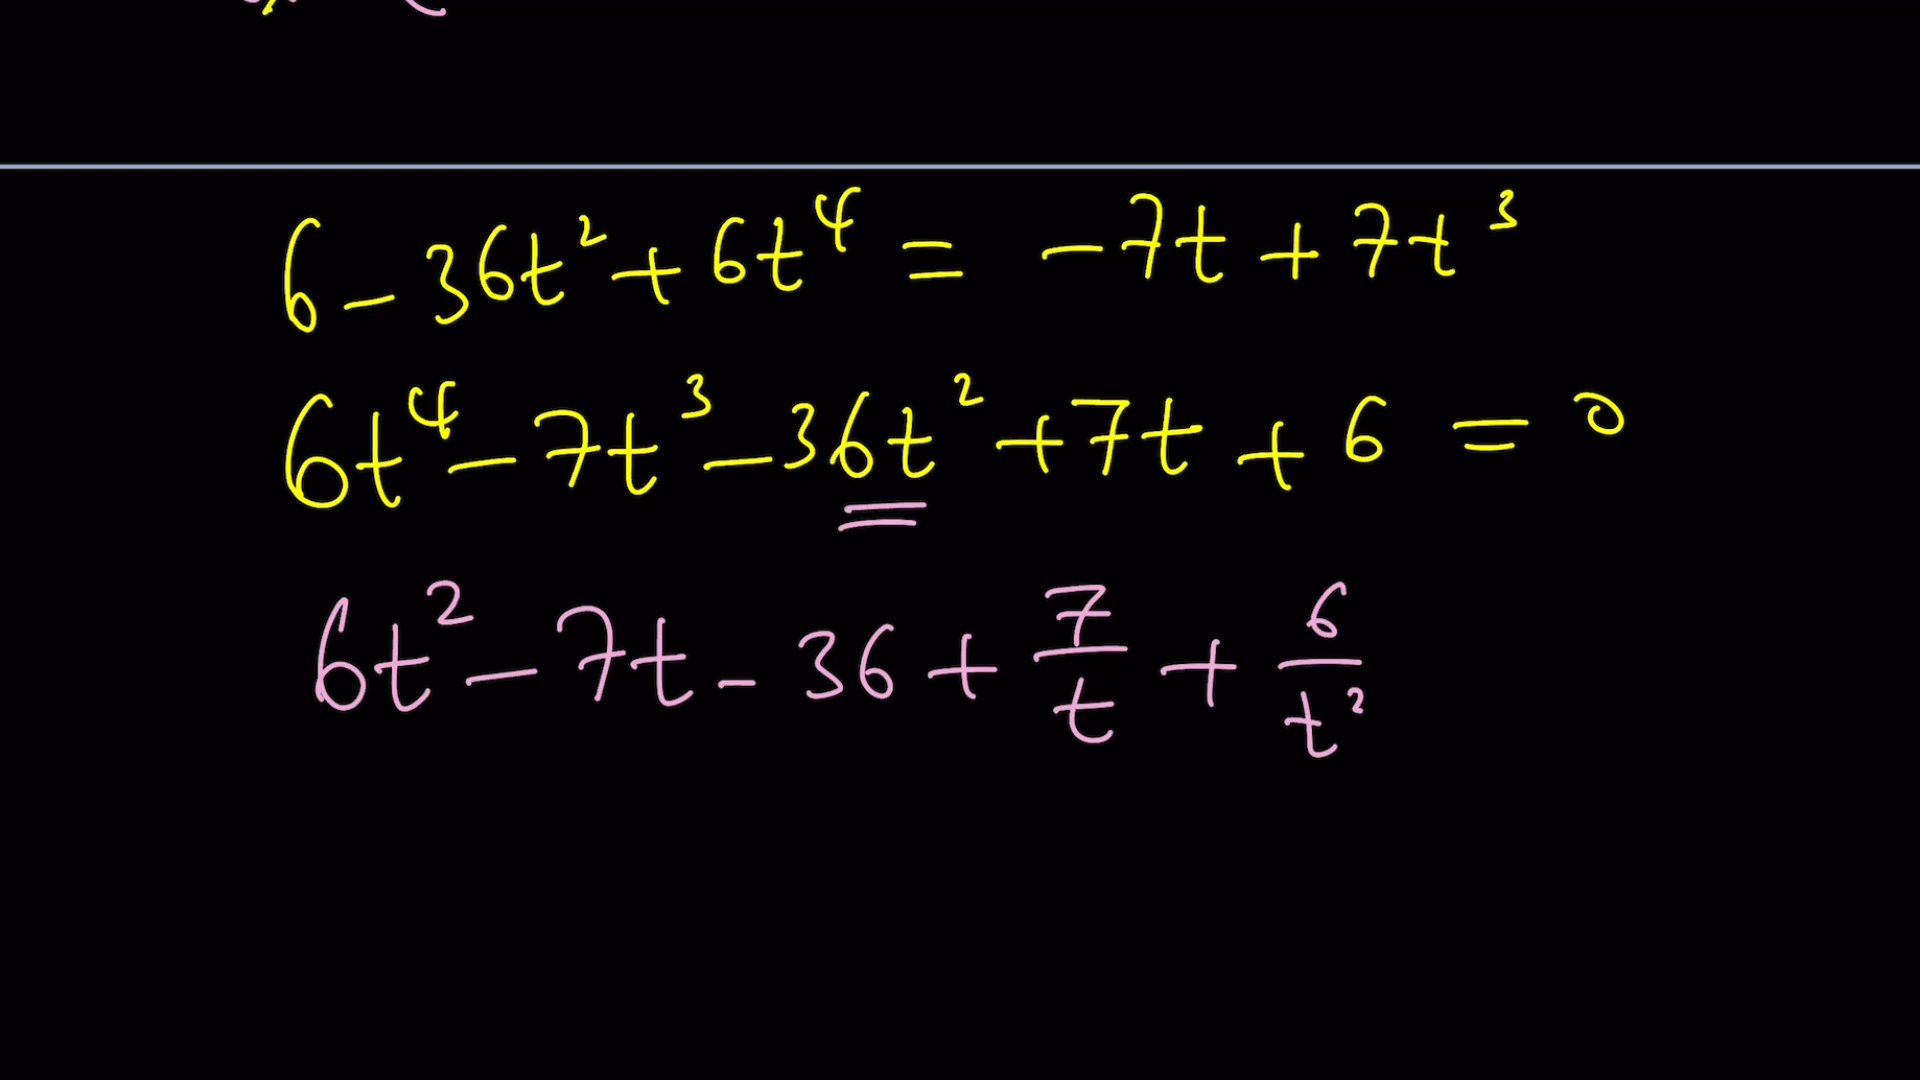 6 - 36t² + 6t⁴ = -7t + 7t³
6t⁴ - 7t³ - 36t² + 7t + 6 = 0
6t² - 7t - 36 + 7/t + 6/t²